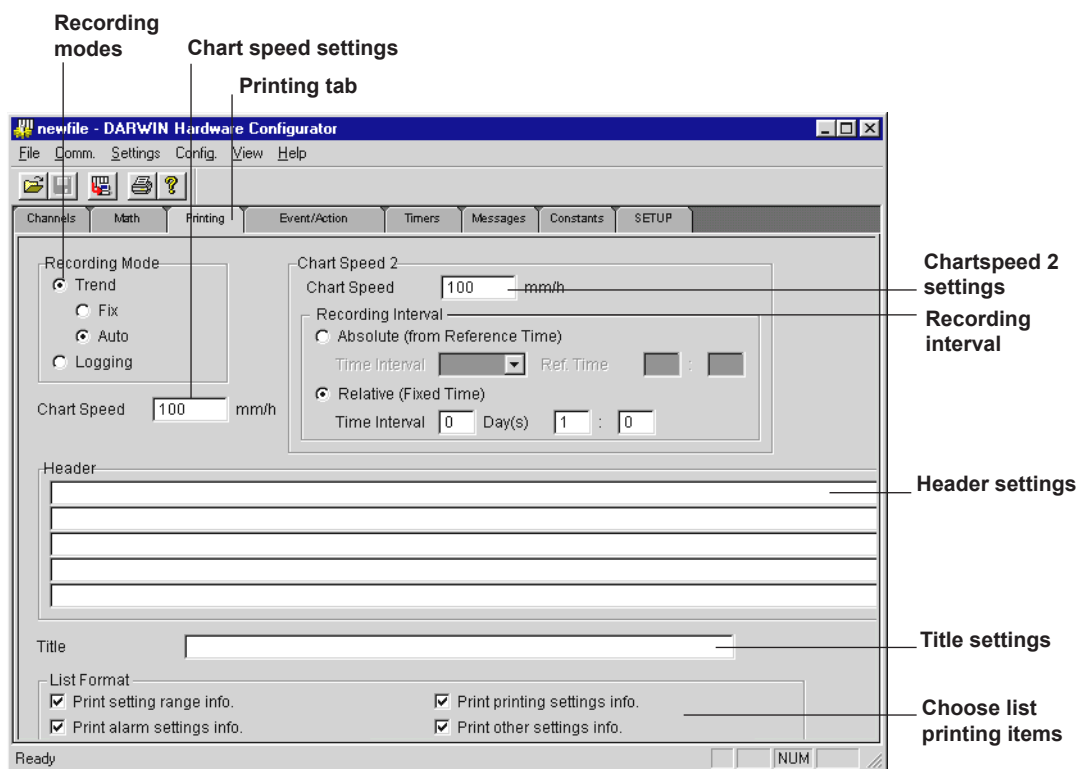 Recording
modes
Chart speed settings
Printing tab
newfile - DARWIN Hardware Configurator
File Comm. Settings Config. View Help
Channels Math Printing Event/Action Timers Messages Constants SETUP
Recording Mode
Trend
Fix
Auto
Logging
Chart Speed 100 mm/h
Chart Speed 2
Chart Speed 100 mm/h
Recording Interval
Absolute (from Reference Time)
Time Interval Ref. Time :
Relative (Fixed Time)
Time Interval 0 Day(s) 1 : 0
Chartspeed 2
settings
Recording
interval
Header
Header settings
Title
Title settings
List Format
Print setting range info. Print printing settings info.
Print alarm settings info. Print other settings info.
Choose list
printing items
Ready NUM